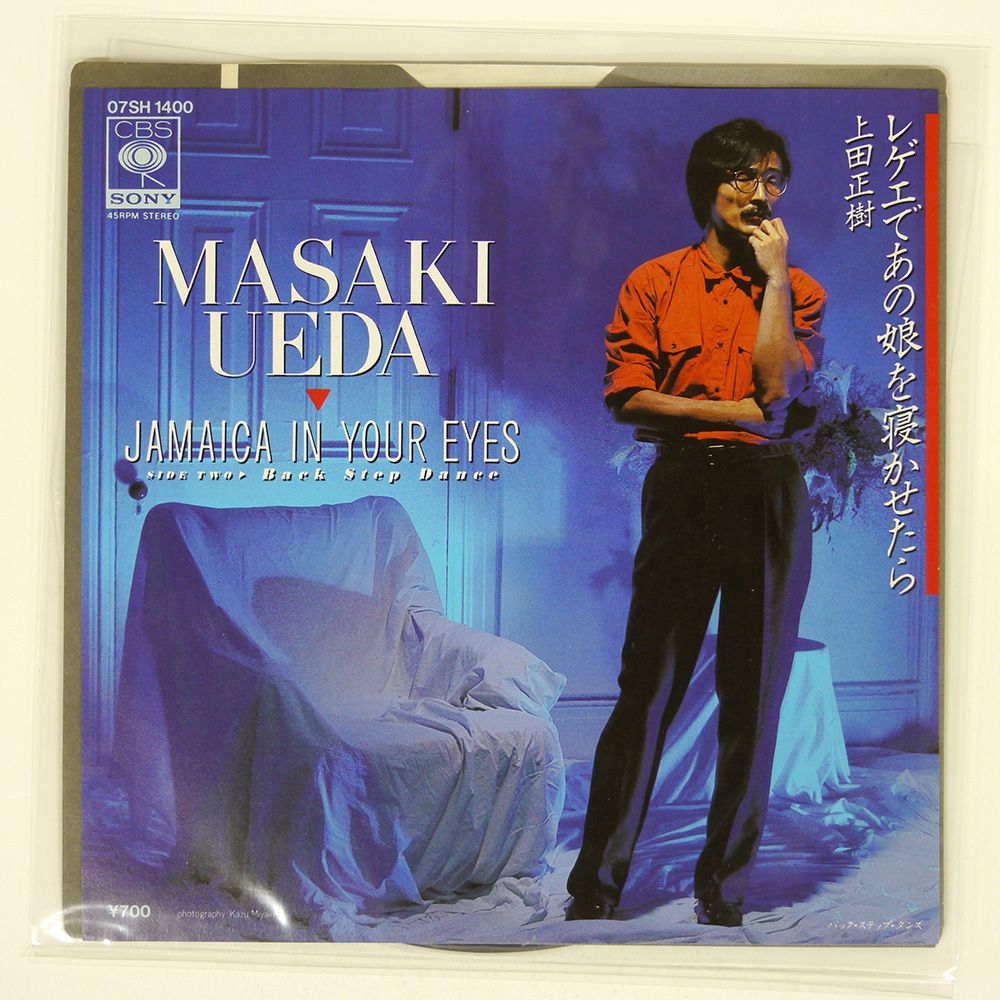 07SH 1400
CBS
SONY
45RPM STEREO
MASAKI
UEDA
JAMAICA IN YOUR EYES
SIDE TWO▶ Back Step Dance
レゲエであの娘を寝かせたら
上田正樹
¥700
photography Kazu
バック・ステップ・ダンス